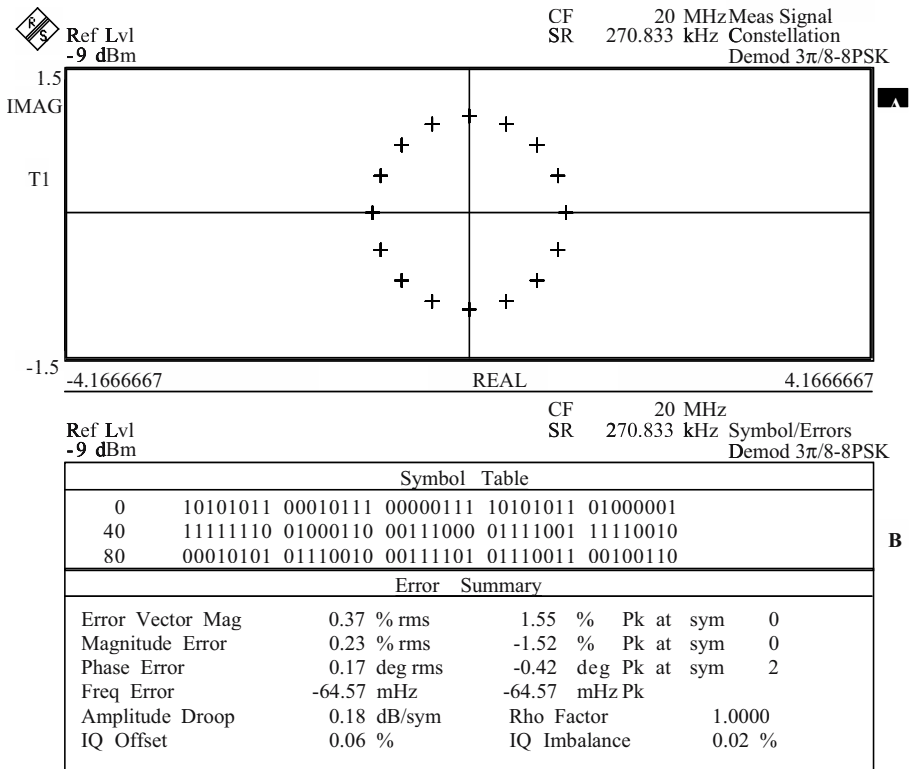 R/S
CF 20 MHz Meas Signal
Ref Lvl SR 270.833 kHz Constellation
-9 dBm Demod 3π/8-8PSK
1.5
IMAG
A
T1
-1.5
-4.1666667 REAL 4.1666667
CF 20 MHz
Ref Lvl SR 270.833 kHz Symbol/Errors
-9 dBm Demod 3π/8-8PSK
Symbol Table
0 10101011 00010111 00000111 10101011 01000001
40 11111110 01000110 00111000 01111001 11110010
80 00010101 01110010 00111101 01110011 00100110
B
Error Summary
Error Vector Mag 0.37 % rms 1.55 % Pk at sym 0
Magnitude Error 0.23 % rms -1.52 % Pk at sym 0
Phase Error 0.17 deg rms -0.42 deg Pk at sym 2
Freq Error -64.57 mHz -64.57 mHz Pk
Amplitude Droop 0.18 dB/sym Rho Factor 1.0000
IQ Offset 0.06 % IQ Imbalance 0.02 %